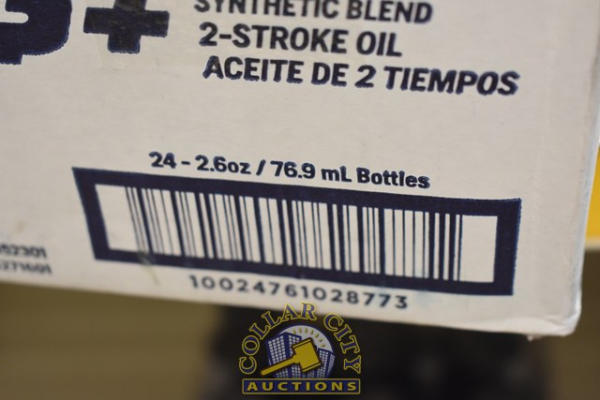 SYNTHETIC BLEND
2-STROKE OIL
ACEITE DE 2 TIEMPOS
24 - 2.6oz / 76.9 mL Bottles
10024761028773
COLLAR CITY
AUCTIONS